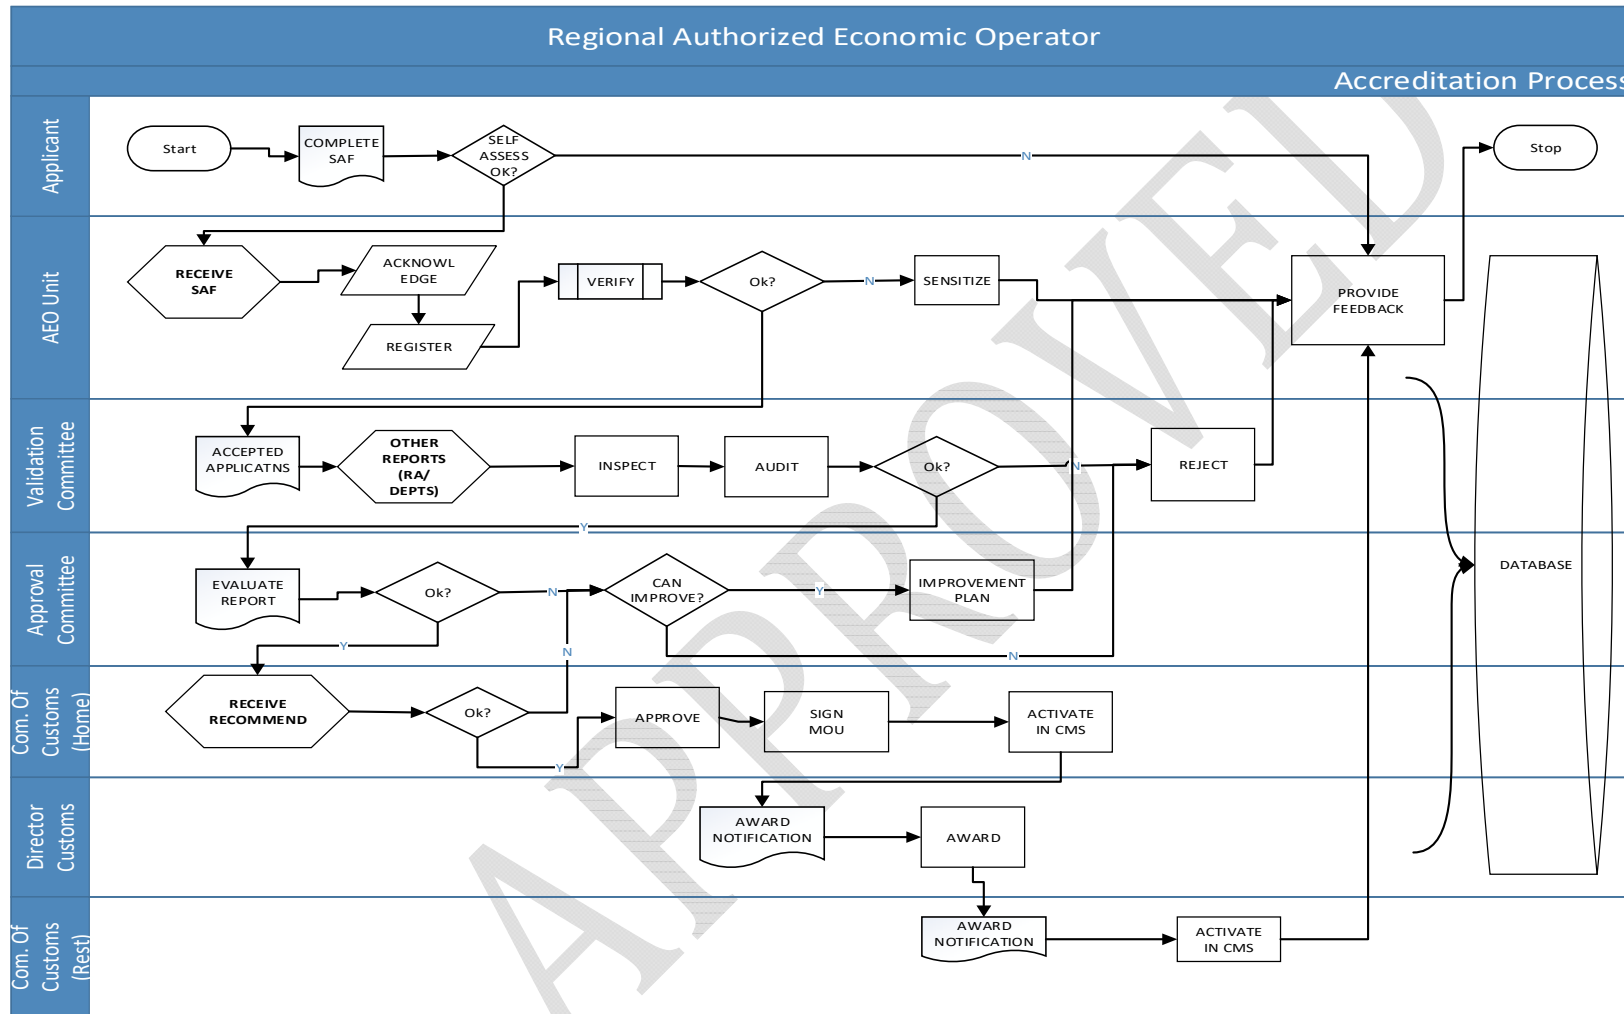 Regional Authorized Economic Operator
Accreditation Process
Applicant
Start
COMPLETE
SAF
SELF
ASSESS
OK?
N
Stop
AEO Unit
RECEIVE
SAF
ACKNOWL
EDGE
REGISTER
VERIFY
Ok?
N
SENSITIZE
PROVIDE
FEEDBACK
Validation
Committee
ACCEPTED
APPLICATNS
OTHER
REPORTS
(RA/
DEPTS)
INSPECT
AUDIT
Ok?
N
REJECT
Y
DATABASE
Approval
Committee
EVALUATE
REPORT
Ok?
N
CAN
IMPROVE?
Y
IMPROVEMENT
PLAN
Y
N
N
Com. Of
Customs
(Home)
RECEIVE
RECOMMEND
Ok?
Y
APPROVE
SIGN
MOU
ACTIVATE
IN CMS
Director
Customs
AWARD
NOTIFICATION
AWARD
Com. Of
Customs
(Rest)
AWARD
NOTIFICATION
ACTIVATE
IN CMS
APPROVED